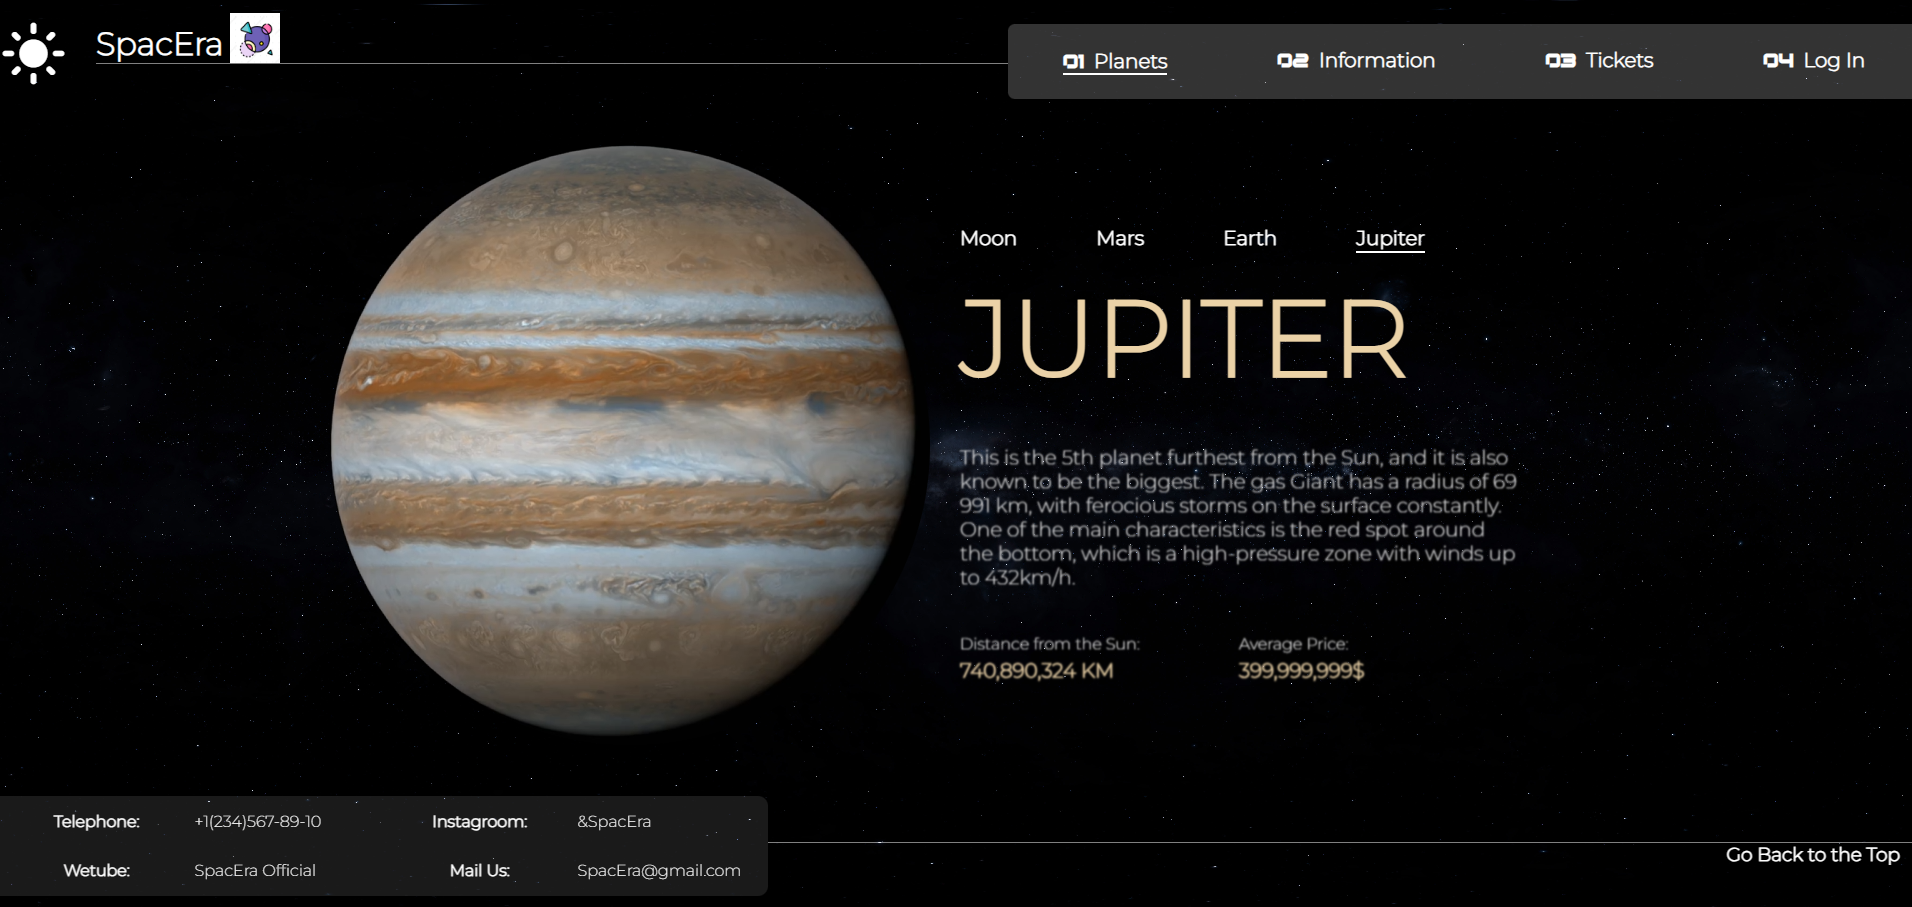 SpacEra
01 Planets
02 Information
03 Tickets
04 Log In
Moon
Mars
Earth
Jupiter
JUPITER
This is the 5th planet furthest from the Sun, and it is also
known to be the biggest. The gas Giant has a radius of 69
991 km, with ferocious storms on the surface constantly.
One of the main characteristics is the red spot around
the bottom, which is a high-pressure zone with winds up
to 432km/h.
Distance from the Sun:
740,890,324 KM
Average Price:
399,999,999$
Telephone:
+1(234)567-89-10
Instagroom:
&SpacEra
Wetube:
SpacEra Official
Mail Us:
SpacEra@gmail.com
Go Back to the Top